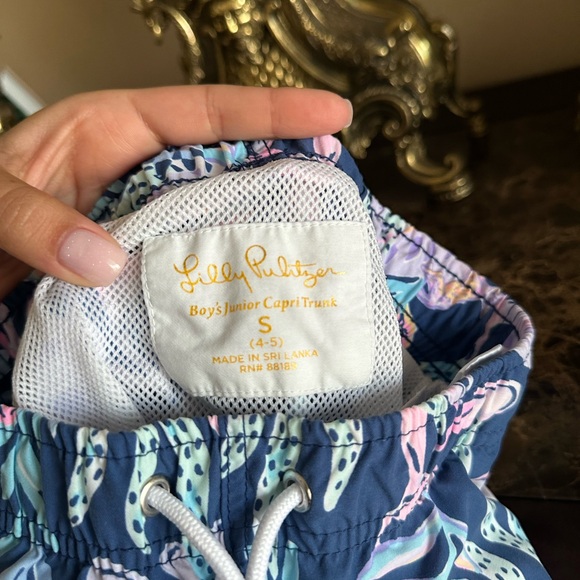 Lilly Pulitzer
Boy's Junior Capri Trunk
S
(4-5)
MADE IN SRI LANKA
RN# 88188